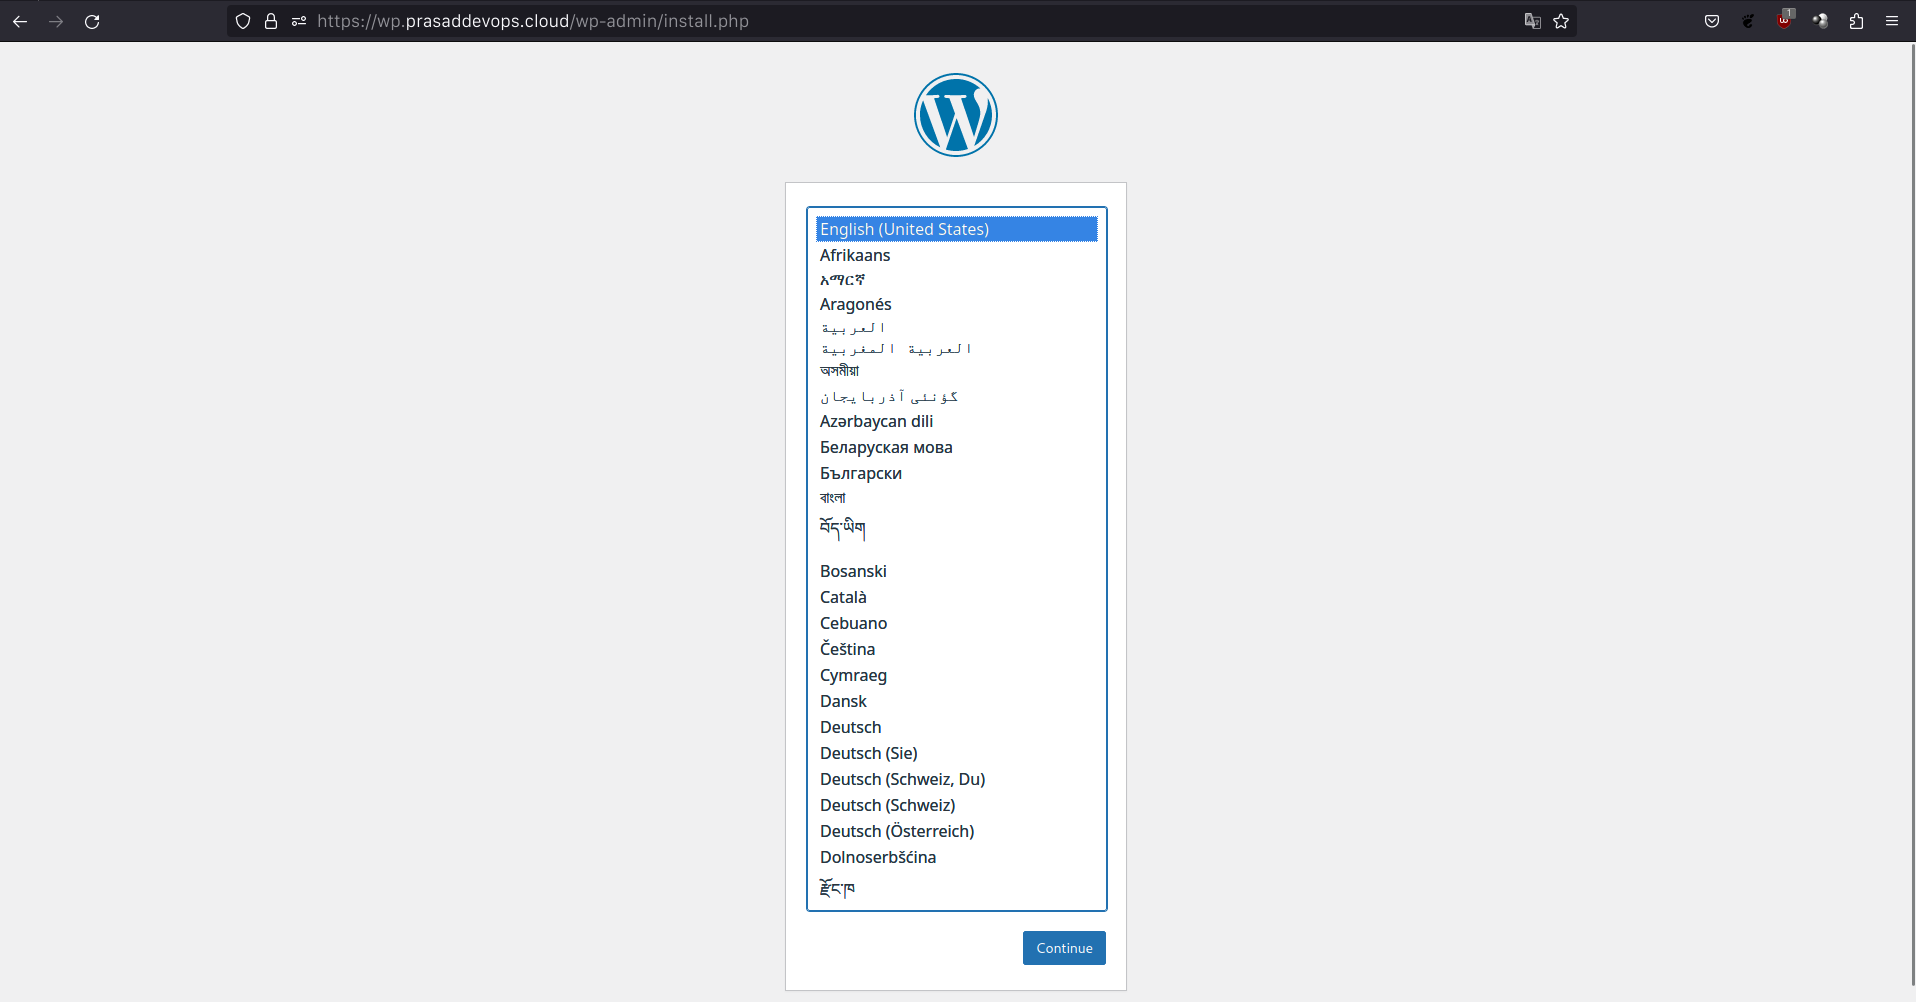 https://wp.prasaddevops.cloud/wp-admin/install.php
1
English (United States)
Afrikaans
አማርኛ
Aragonés
العربية
العربية المغربية
অসমীয়া
گؤنئی آذربایجان
Azərbaycan dili
Беларуская мова
Български
বাংলা
བོད་ཡིག
Bosanski
Català
Cebuano
Čeština
Cymraeg
Dansk
Deutsch
Deutsch (Sie)
Deutsch (Schweiz, Du)
Deutsch (Schweiz)
Deutsch (Österreich)
Dolnoserbšćina
རྫོང་ཁ
Continue